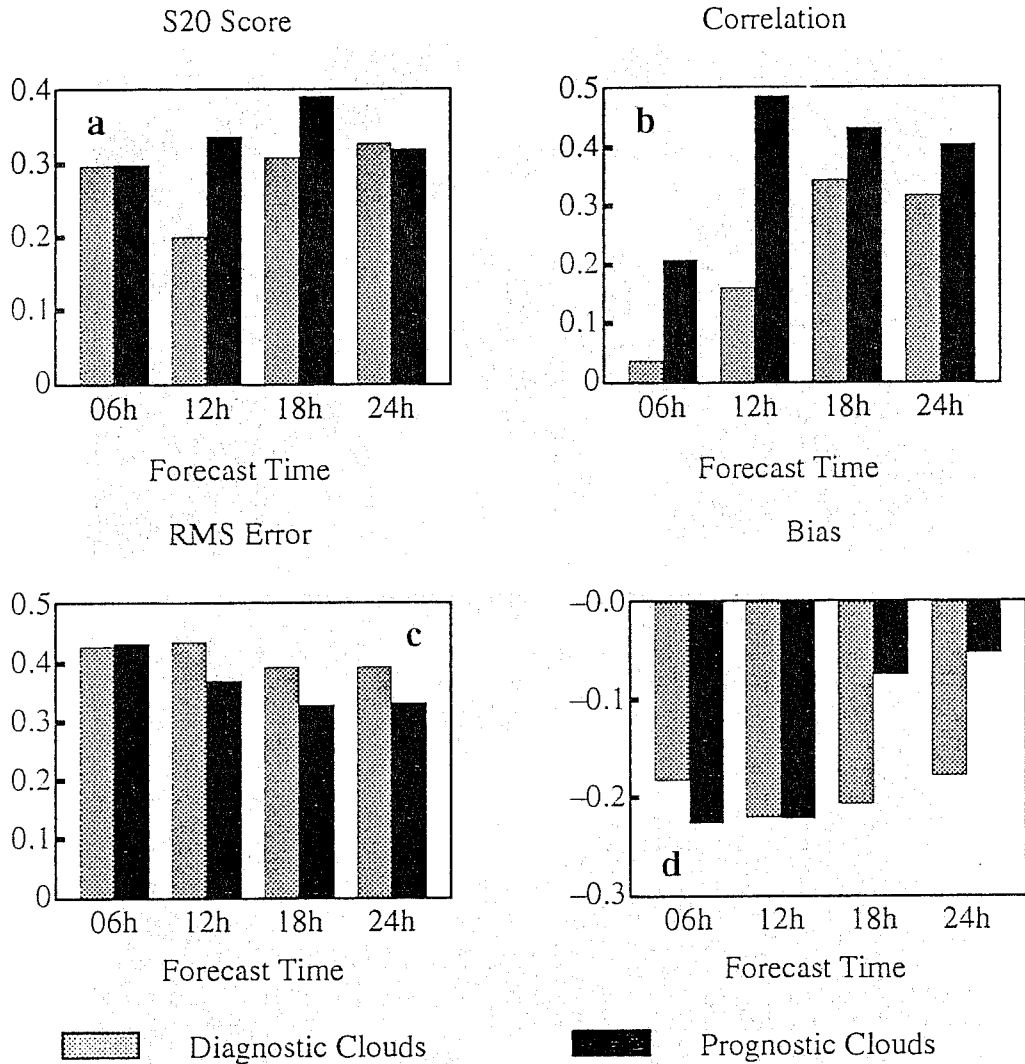 S20 Score
0.4
0.3
0.2
0.1
0
a
06h 12h 18h 24h
Forecast Time
Correlation
0.5
0.4
0.3
0.2
0.1
0
b
06h 12h 18h 24h
Forecast Time
RMS Error
0.5
0.4
0.3
0.2
0.1
0
c
06h 12h 18h 24h
Forecast Time
Bias
−0.0
−0.1
−0.2
−0.3
d
06h 12h 18h 24h
Forecast Time
Diagnostic Clouds
Prognostic Clouds